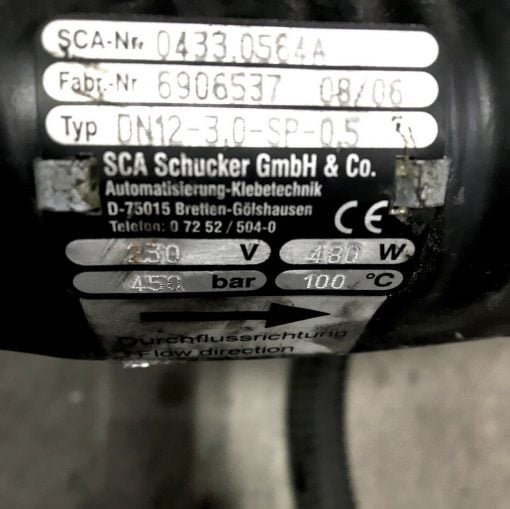 SCA-Nr. 0433.0564A
Fabr.-Nr 6906537 08/06
Typ DN12-3,0-SP-0,5
SCA Schucker GmbH & Co.
Automatisierung-Klebetechnik
D-75015 Bretten-Gölshausen
Telefon: 0 72 52 / 504-0
CE
230 V 480 W
450 bar 100 °C
Durchflussrichtung
Flow direction